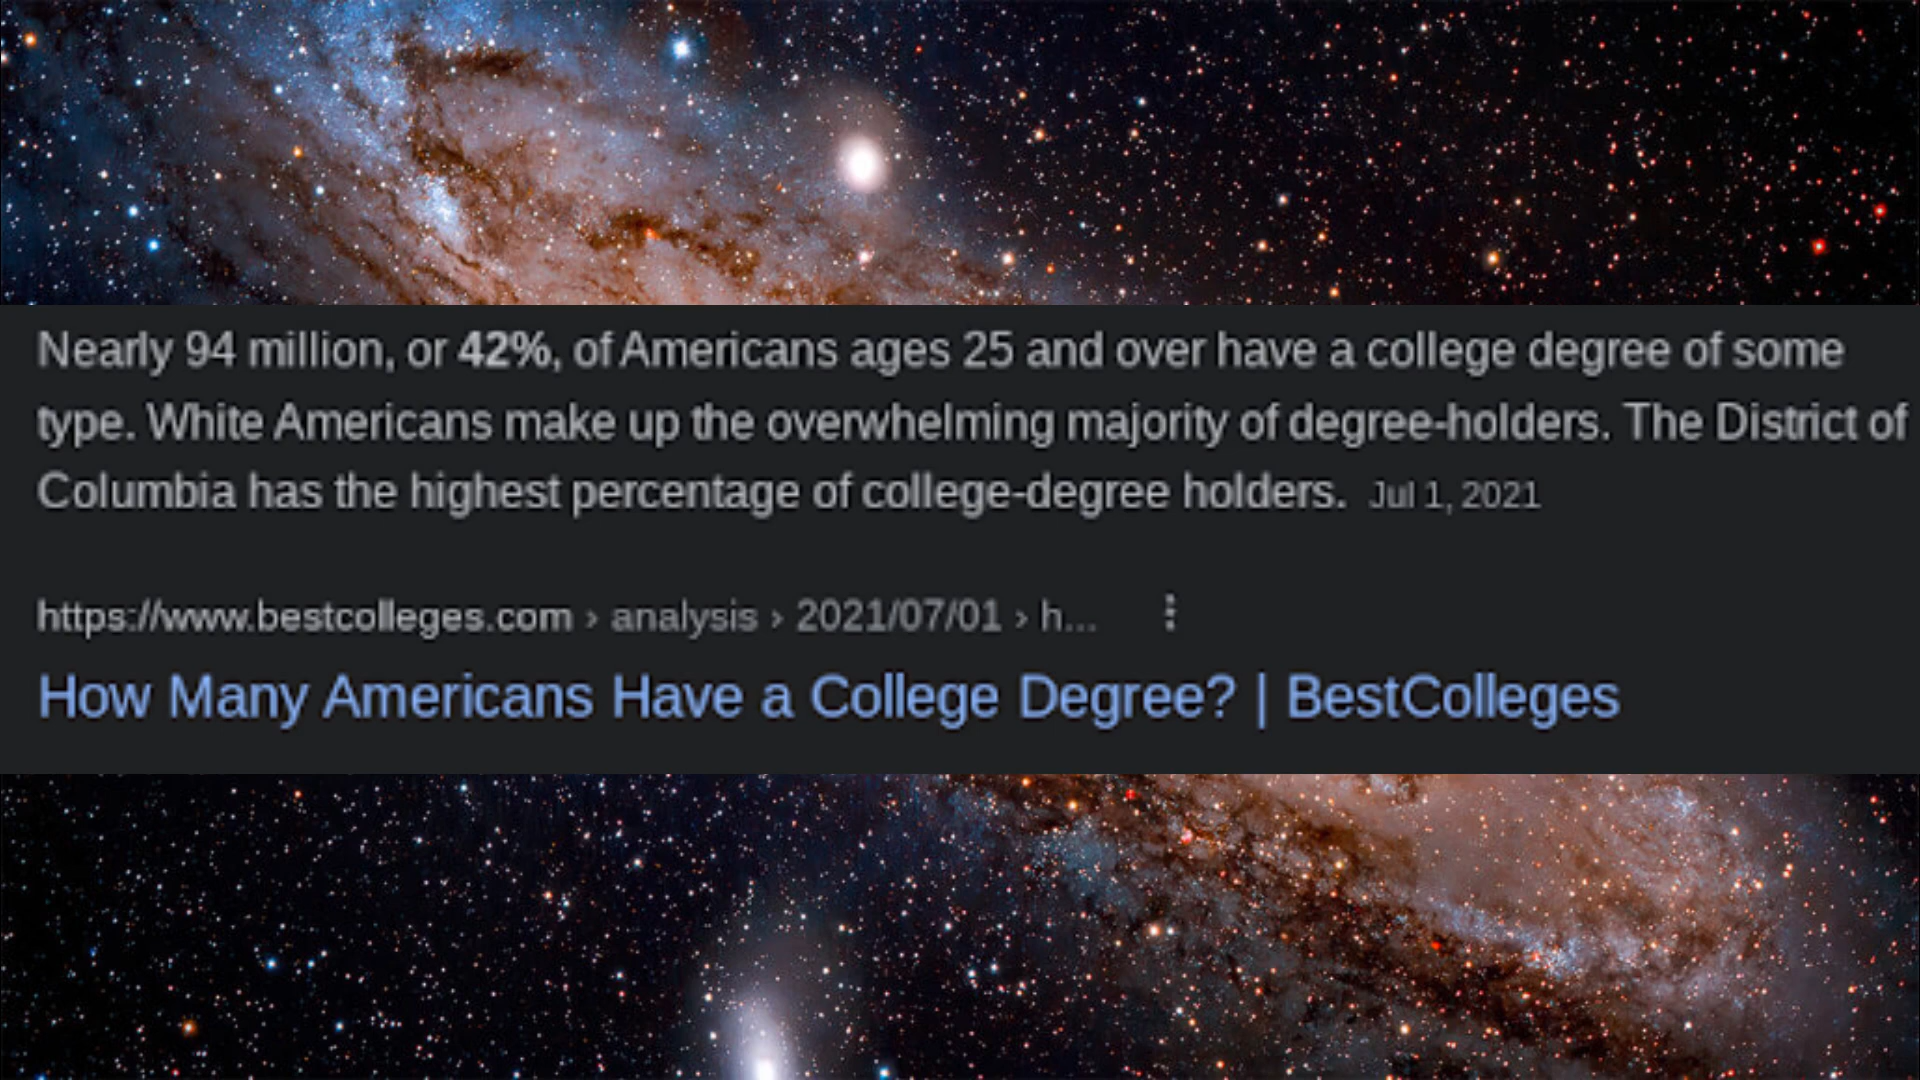 Nearly 94 million, or 42%, of Americans ages 25 and over have a college degree of some
type. White Americans make up the overwhelming majority of degree-holders. The District of
Columbia has the highest percentage of college-degree holders. Jul 1, 2021
https://www.bestcolleges.com › analysis › 2021/07/01 › h...
How Many Americans Have a College Degree? | BestColleges